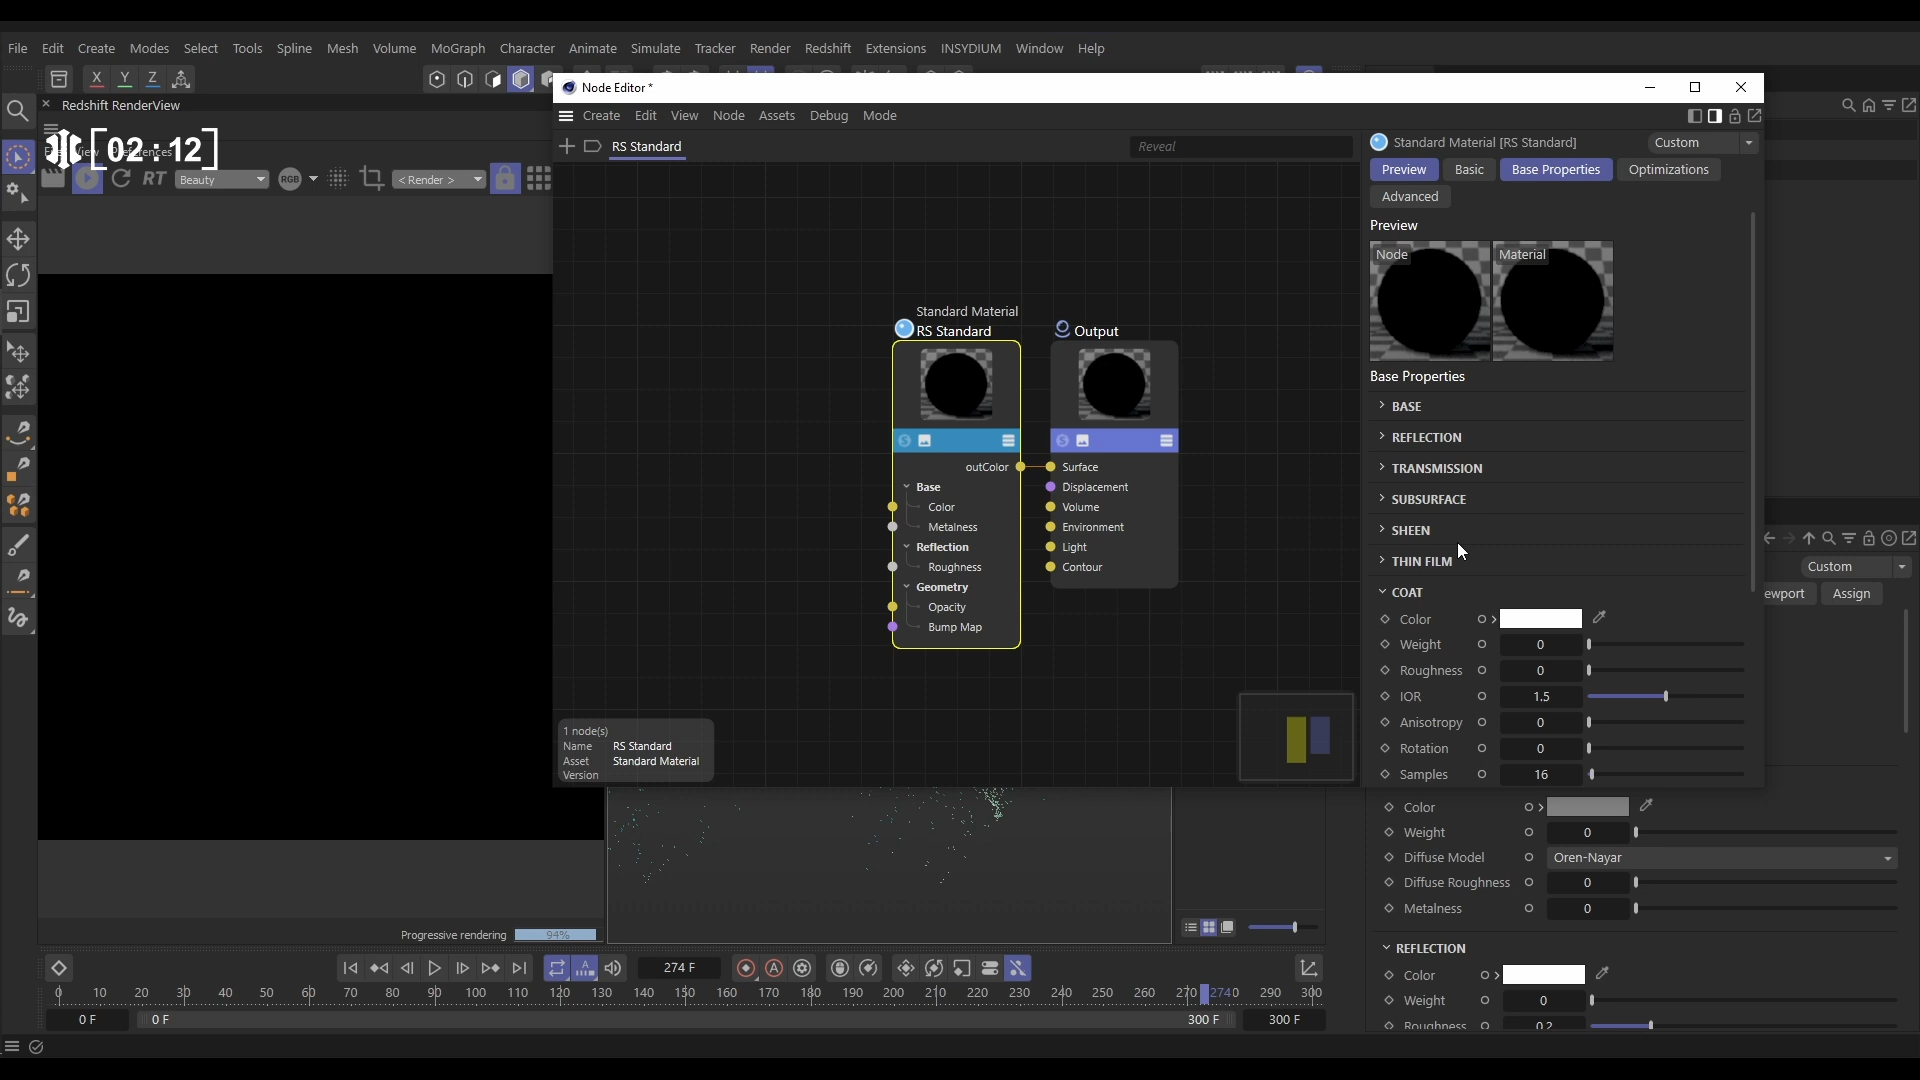 File Edit Create Modes Select Tools Spline Mesh Volume MoGraph Character Animate Simulate Tracker Render Redshift Extensions INSYDIUM Window Help
X Y Z
Node Editor *
Redshift RenderView
Create Edit View Node Assets Debug Mode
[02:12]
View Preferences
RS Standard
Reveal
Standard Material [RS Standard]
Custom
RT Beauty RGB < Render >
Preview Basic Base Properties Optimizations
Advanced
Preview
Node Material
Standard Material
RS Standard
Output
Base Properties
BASE
REFLECTION
TRANSMISSION
SUBSURFACE
SHEEN
THIN FILM
COAT
Color
Weight 0
Roughness 0
IOR 1.5
Anisotropy 0
Rotation 0
Samples 16
outColor
Base
Color
Metalness
Reflection
Roughness
Geometry
Opacity
Bump Map
Surface
Displacement
Volume
Environment
Light
Contour
1 node(s)
Name RS Standard
Asset Standard Material
Version
Custom
ewport Assign
Color
Weight 0
Diffuse Model Oren-Nayar
Diffuse Roughness 0
Metalness 0
REFLECTION
Color
Weight 0
Roughness 0.2
Progressive rendering 94%
A 274 F A
0 10 20 30 40 50 60 70 80 90 100 110 120 130 140 150 160 170 180 190 200 210 220 230 240 250 260 270 2740 290 300
0 F 0 F 300 F 300 F